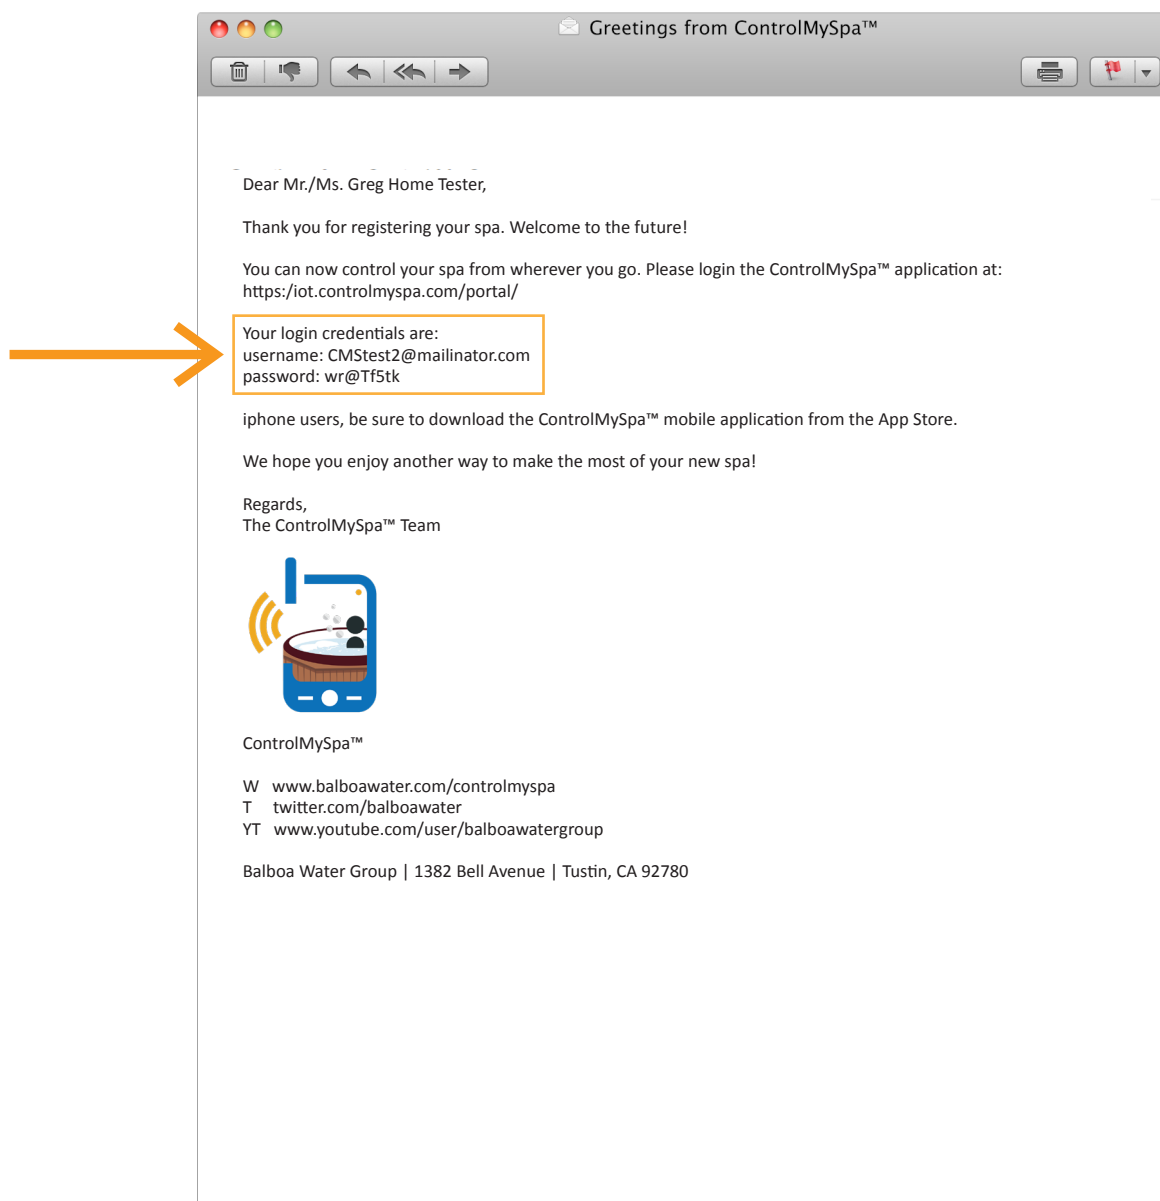 Greetings from ControlMySpa™
Dear Mr./Ms. Greg Home Tester,
Thank you for registering your spa. Welcome to the future!
You can now control your spa from wherever you go. Please login the ControlMySpa™ application at:
https:/iot.controlmyspa.com/portal/
Your login credentials are:
username: CMStest2@mailinator.com
password: wr@Tf5tk
iphone users, be sure to download the ControlMySpa™ mobile application from the App Store.
We hope you enjoy another way to make the most of your new spa!
Regards,
The ControlMySpa™ Team
ControlMySpa™
W www.balboawater.com/controlmyspa
T twitter.com/balboawater
YT www.youtube.com/user/balboawatergroup
Balboa Water Group | 1382 Bell Avenue | Tustin, CA 92780